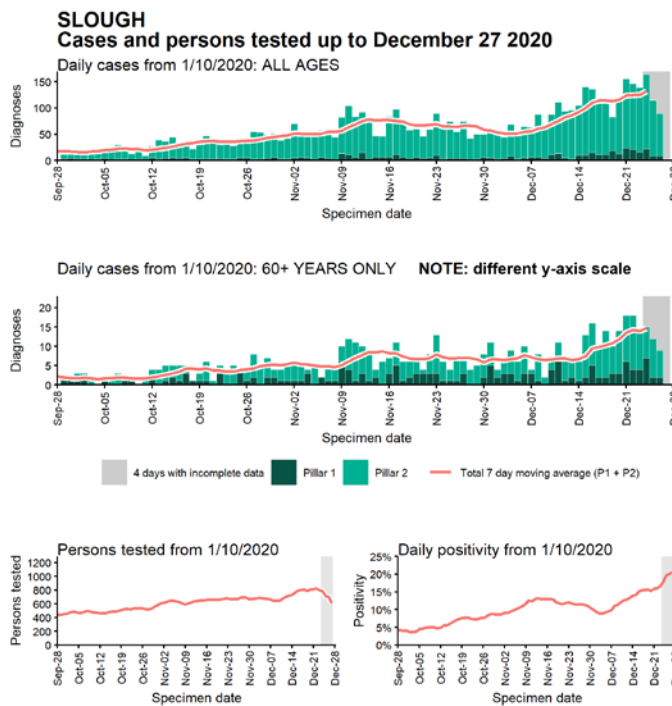 SLOUGH
Cases and persons tested up to December 27 2020
Daily cases from 1/10/2020: ALL AGES
Diagnoses
150
100
50
0
Sep-28
Oct-05
Oct-12
Oct-19
Oct-26
Nov-02
Nov-09
Nov-16
Nov-23
Nov-30
Dec-07
Dec-14
Dec-21
Specimen date
Daily cases from 1/10/2020: 60+ YEARS ONLY NOTE: different y-axis scale
Diagnoses
20
15
10
5
0
Sep-28
Oct-05
Oct-12
Oct-19
Oct-26
Nov-02
Nov-09
Nov-16
Nov-23
Nov-30
Dec-07
Dec-14
Dec-21
Specimen date
4 days with incomplete data Pillar 1 Pillar 2 Total 7 day moving average (P1 + P2)
Persons tested from 1/10/2020
Persons tested
1200
1000
800
600
400
200
0
Sep-28
Oct-05
Oct-12
Oct-19
Oct-26
Nov-02
Nov-09
Nov-16
Nov-23
Nov-30
Dec-07
Dec-14
Dec-21
Dec-28
Specimen date
Daily positivity from 1/10/2020
Positivity
25%
20%
15%
10%
5%
0%
Sep-28
Oct-05
Oct-12
Oct-19
Oct-26
Nov-02
Nov-09
Nov-16
Nov-23
Nov-30
Dec-07
Dec-14
Dec-21
Specimen date